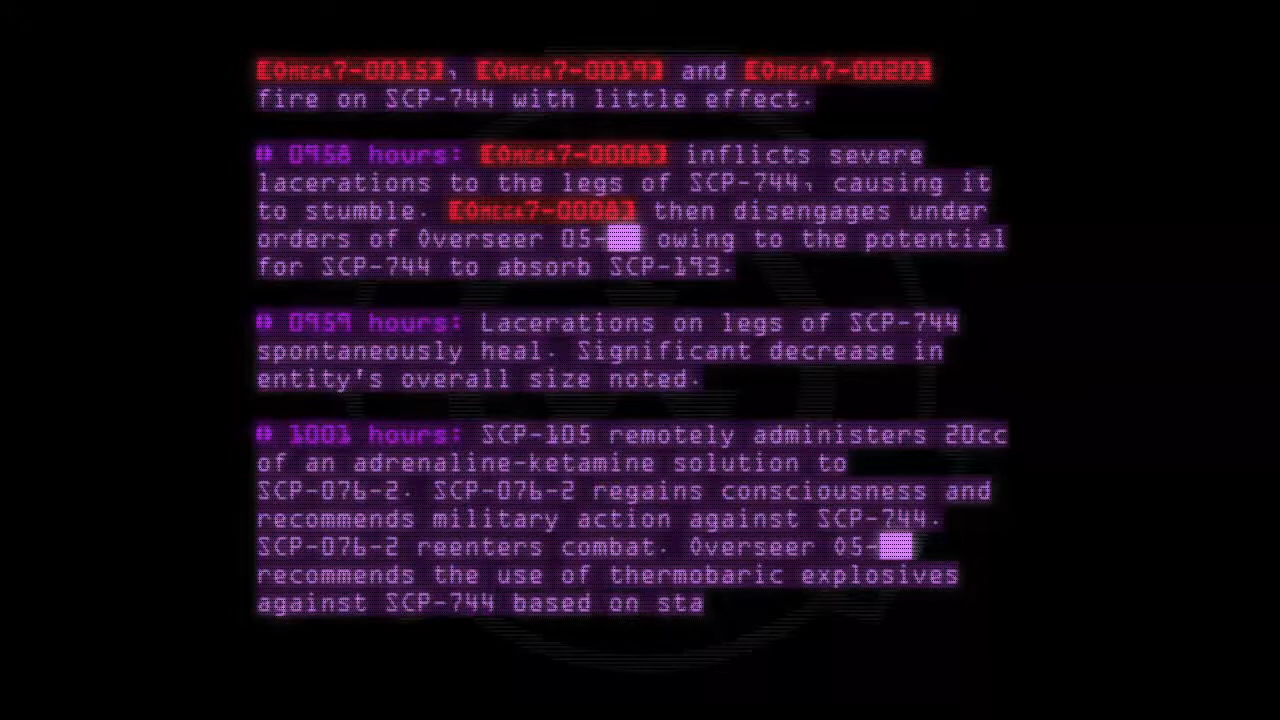 [Omega7-0015], [Omega7-0019] and [Omega7-0020]
fire on SCP-744 with little effect.
@ 0958 hours: [Omega7-0008] inflicts severe
lacerations to the legs of SCP-744, causing it
to stumble. [Omega7-0008] then disengages under
orders of Overseer O5-██ owing to the potential
for SCP-744 to absorb SCP-193.
@ 0959 hours: Lacerations on legs of SCP-744
spontaneously heal. Significant decrease in
entity's overall size noted.
@ 1001 hours: SCP-105 remotely administers 20cc
of an adrenaline-ketamine solution to
SCP-076-2. SCP-076-2 regains consciousness and
recommends military action against SCP-744.
SCP-076-2 reenters combat. Overseer O5-██
recommends the use of thermobaric explosives
against SCP-744 based on sta